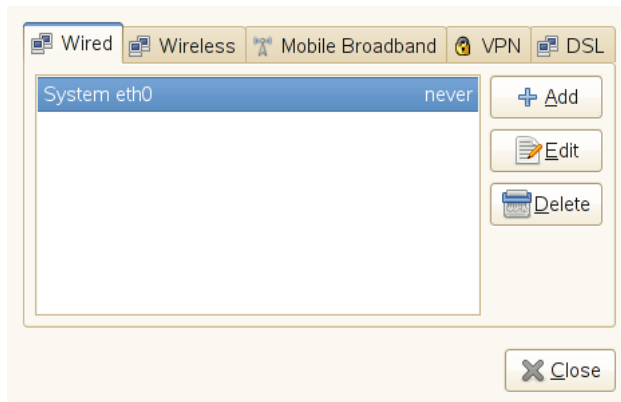 Wired Wireless Mobile Broadband VPN DSL
System eth0 never
Add
Edit
Delete
Close